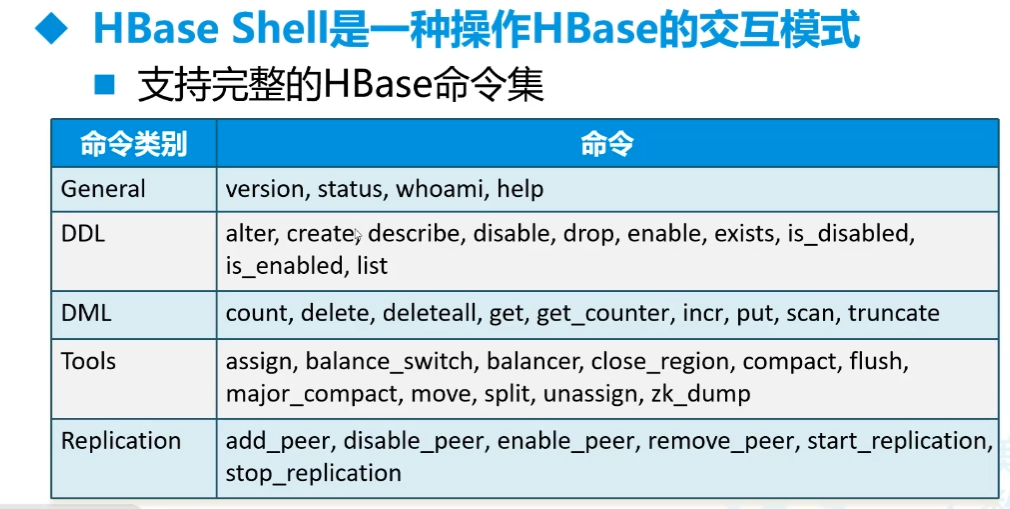 HBase Shell是一种操作HBase的交互模式
支持完整的HBase命令集
命令类别 命令
General version, status, whoami, help
DDL alter, create, describe, disable, drop, enable, exists, is_disabled,
is_enabled, list
DML count, delete, deleteall, get, get_counter, incr, put, scan, truncate
Tools assign, balance_switch, balancer, close_region, compact, flush,
major_compact, move, split, unassign, zk_dump
Replication add_peer, disable_peer, enable_peer, remove_peer, start_replication,
stop_replication